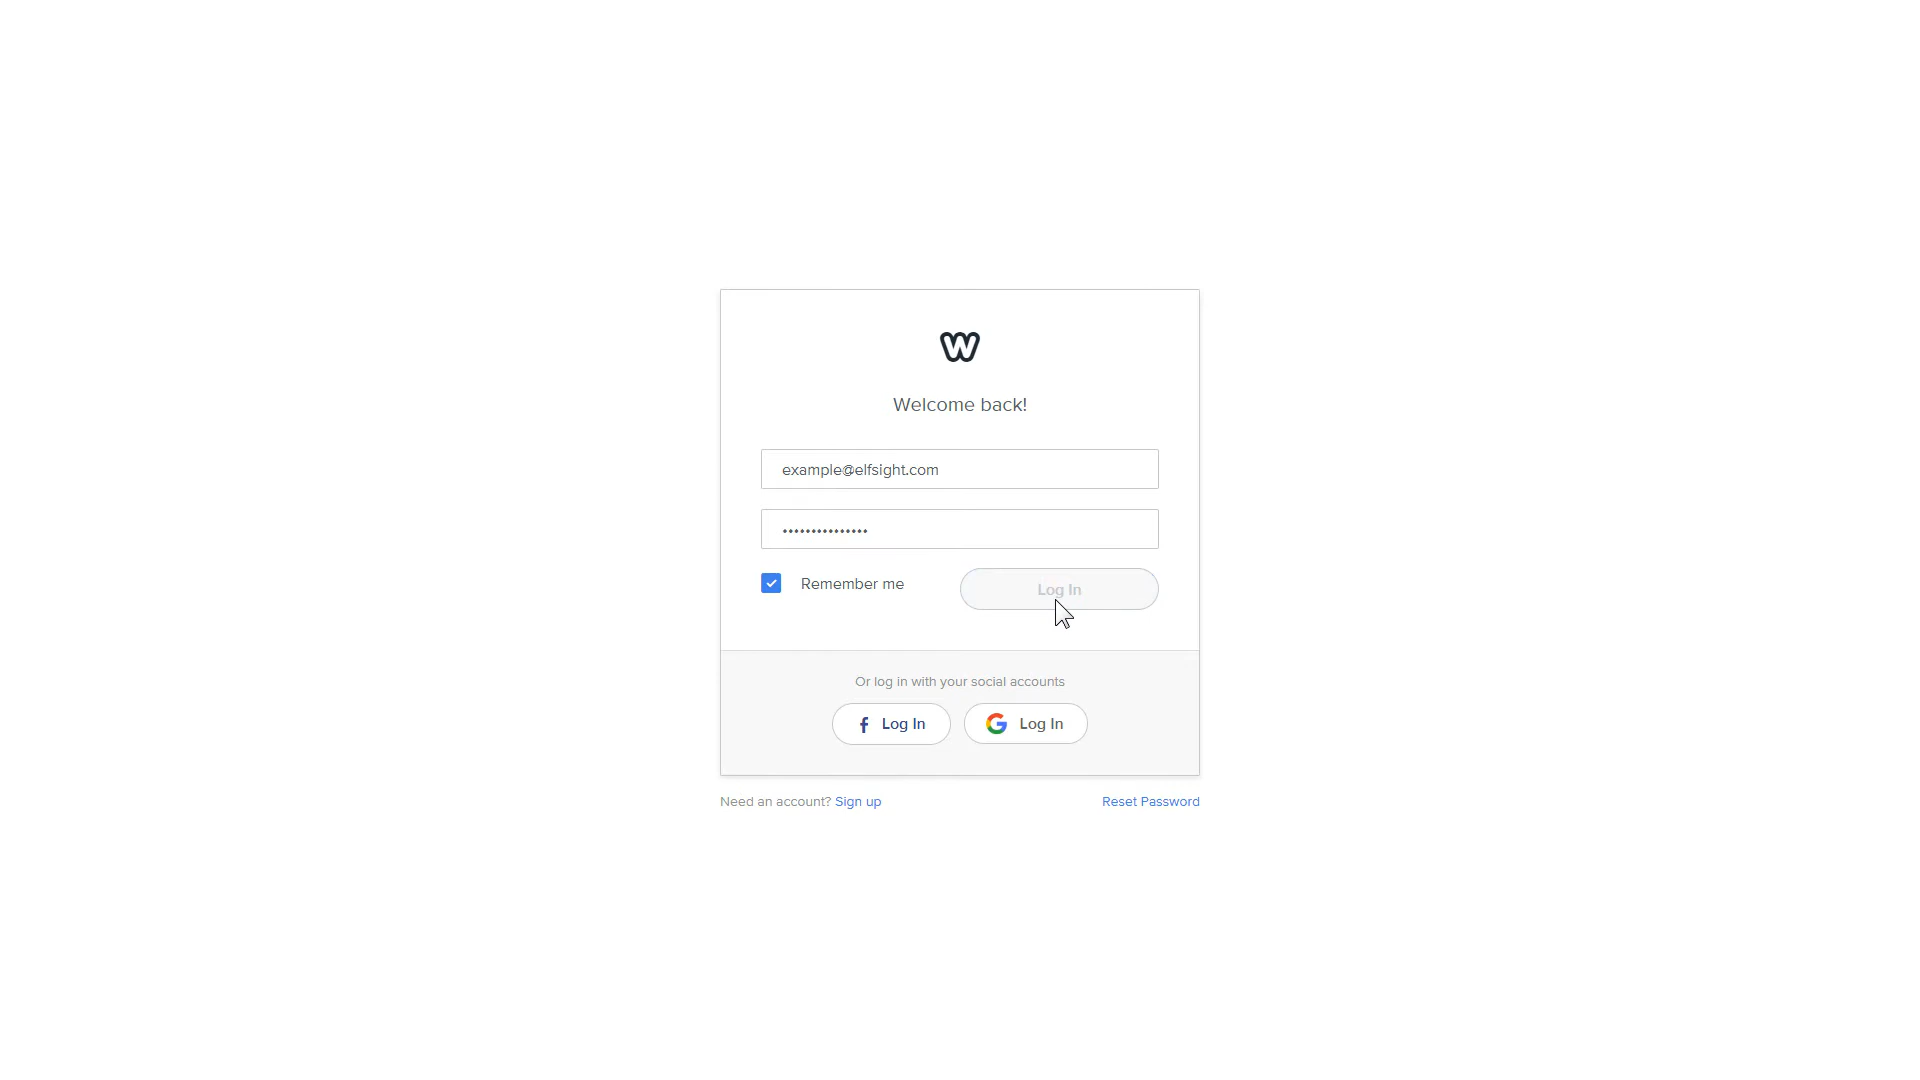 W
Welcome back!
example@elfsight.com
•••••••••••••••
Remember me
Log In
Or log in with your social accounts
Log In
Log In
Need an account? Sign up
Reset Password